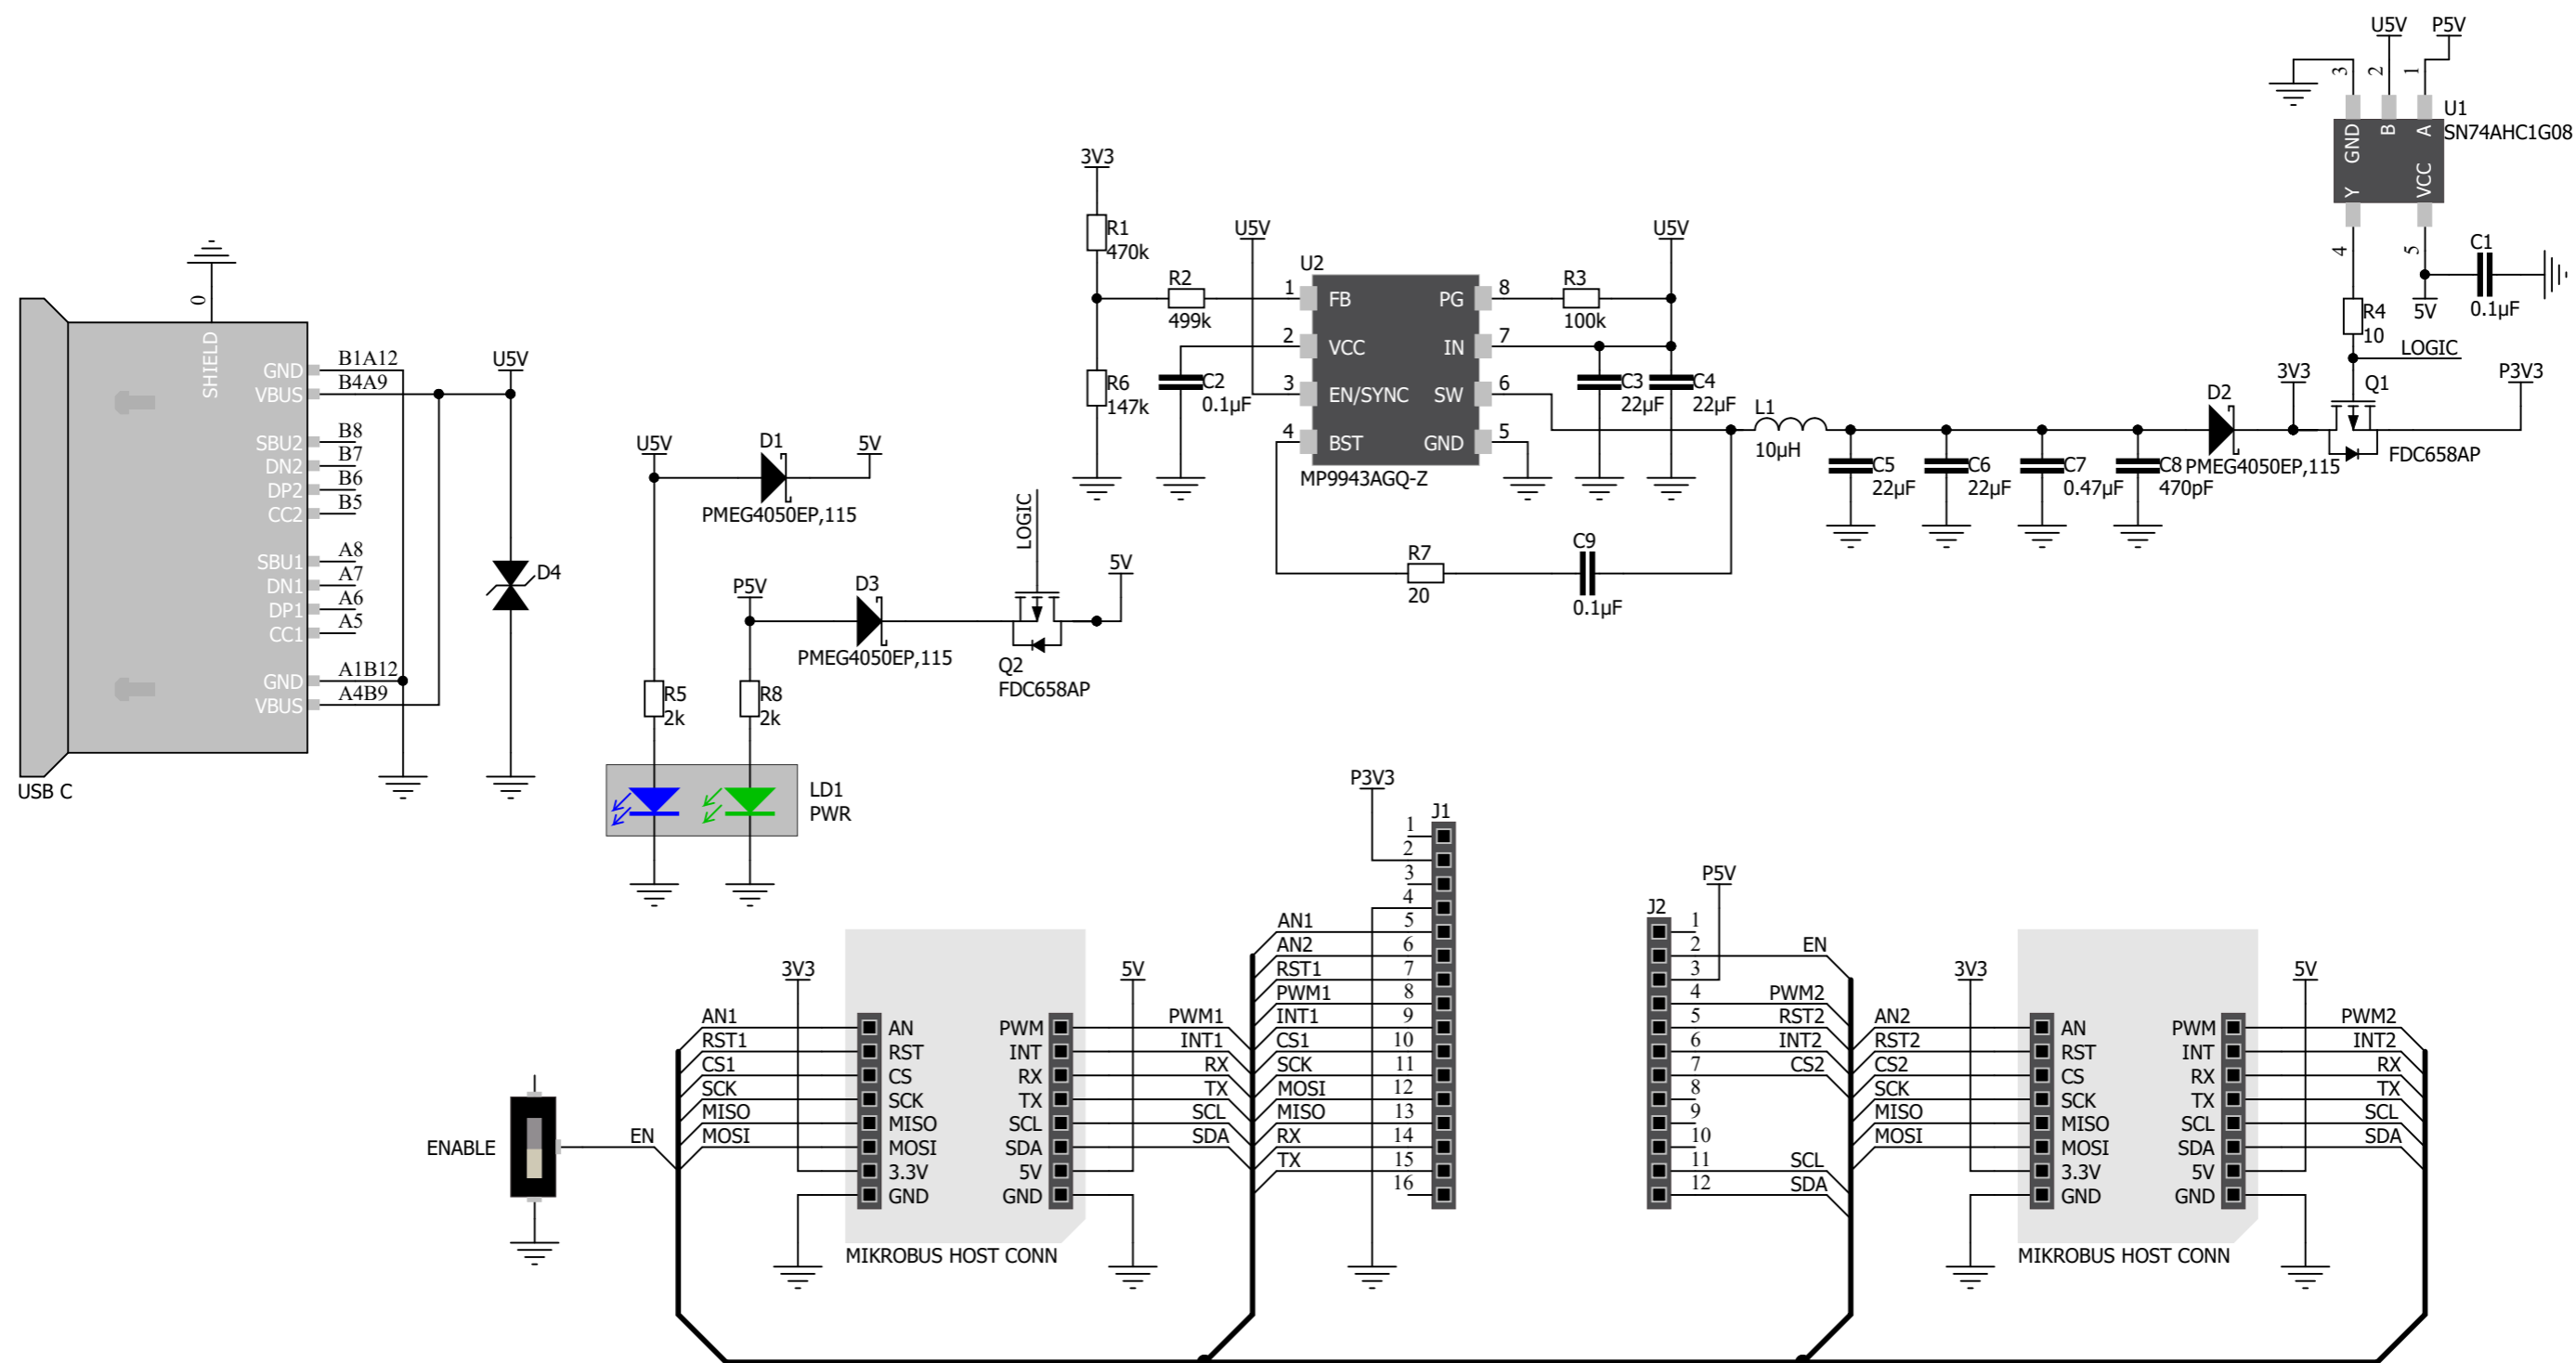 U5V
P5V
3
2
1
GND
B
A
Y
VCC
U1
SN74AHC1G08
4
5
C1
0.1µF
5V
R4
10
LOGIC
3V3
Q1
FDC658AP
P3V3
D2
PMEG4050EP,115
3V3
R1
470k
R2
499k
R6
147k
C2
0.1µF
U5V
U2
1 FB
2 VCC
3 EN/SYNC
4 BST
PG 8
IN 7
SW 6
GND 5
MP9943AGQ-Z
R3
100k
U5V
C3
22µF
C4
22µF
L1
10µH
C5
22µF
C6
22µF
C7
0.47µF
C8
470pF
R7
20
C9
0.1µF
0
SHIELD
GND B1A12
VBUS B4A9
SBU2 B8
DN2 B7
DP2 B6
CC2 B5
SBU1 A8
DN1 A7
DP1 A6
CC1 A5
GND A1B12
VBUS A4B9
USB C
U5V
D4
U5V
D1
5V
PMEG4050EP,115
P5V
D3
PMEG4050EP,115
LOGIC
5V
Q2
FDC658AP
R5
2k
R8
2k
LD1
PWR
ENABLE
EN
3V3
AN1
RST1
CS1
SCK
MISO
MOSI
AN
RST
CS
SCK
MISO
MOSI
3.3V
GND
PWM
INT
RX
TX
SCL
SDA
5V
GND
5V
PWM1
INT1
RX
TX
SCL
SDA
MIKROBUS HOST CONN
P3V3
J1
1
2
3
4
AN1 5
AN2 6
RST1 7
PWM1 8
INT1 9
CS1 10
SCK 11
MOSI 12
MISO 13
RX 14
TX 15
16
P5V
J2
1
2 EN
3
4 PWM2
5 RST2
6 INT2
7 CS2
8
9
10
11 SCL
12 SDA
3V3
AN2
RST2
CS2
SCK
MISO
MOSI
AN
RST
CS
SCK
MISO
MOSI
3.3V
GND
PWM
INT
RX
TX
SCL
SDA
5V
GND
5V
PWM2
INT2
RX
TX
SCL
SDA
MIKROBUS HOST CONN